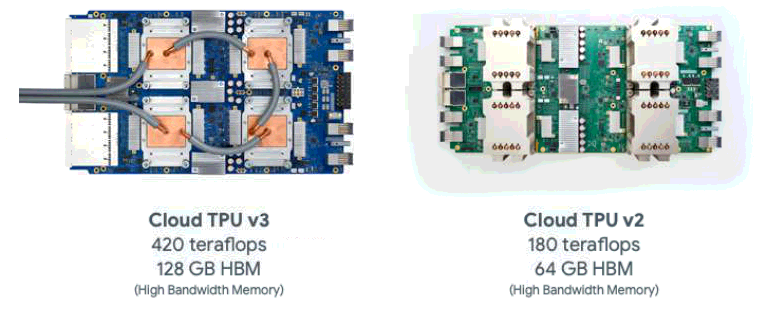 Cloud TPU v3
420 teraflops
128 GB HBM
(High Bandwidth Memory)
Cloud TPU v2
180 teraflops
64 GB HBM
(High Bandwidth Memory)